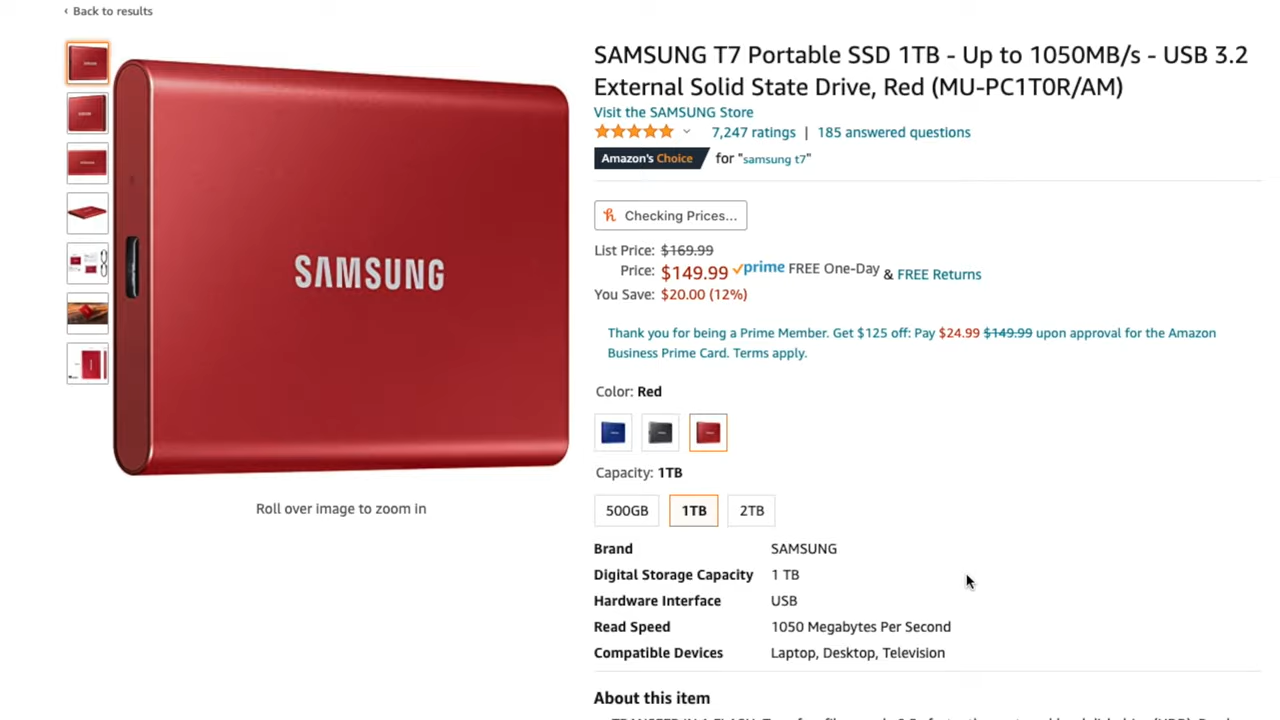 ‹ Back to results
SAMSUNG
SAMSUNG T7 Portable SSD 1TB - Up to 1050MB/s - USB 3.2
External Solid State Drive, Red (MU-PC1T0R/AM)
Visit the SAMSUNG Store
7,247 ratings | 185 answered questions
Amazon's Choice for "samsung t7"
Checking Prices...
List Price: $169.99
Price: $149.99 prime FREE One-Day & FREE Returns
You Save: $20.00 (12%)
Thank you for being a Prime Member. Get $125 off: Pay $24.99 $149.99 upon approval for the Amazon
Business Prime Card. Terms apply.
Color: Red
Capacity: 1TB
500GB 1TB 2TB
Roll over image to zoom in
Brand SAMSUNG
Digital Storage Capacity 1 TB
Hardware Interface USB
Read Speed 1050 Megabytes Per Second
Compatible Devices Laptop, Desktop, Television
About this item